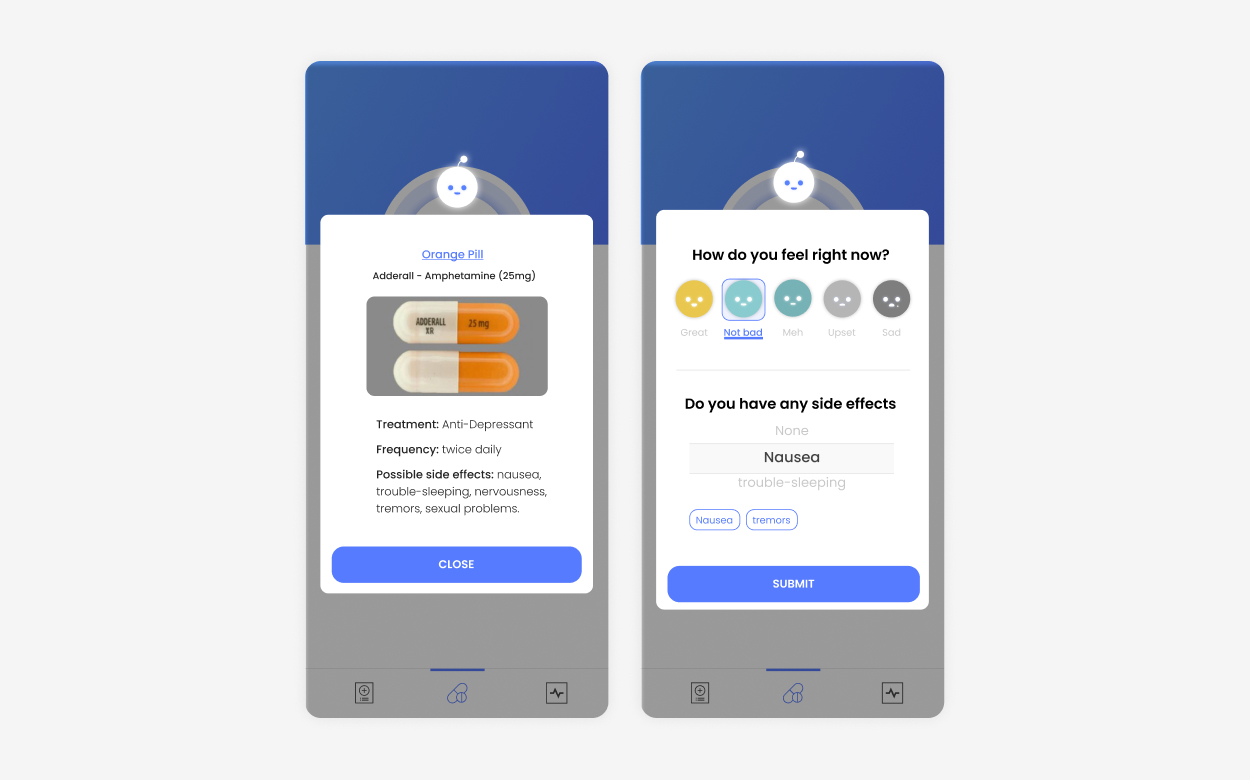 Orange Pill
Adderall - Amphetamine (25mg)
ADDERALL
XR
25 mg
Treatment: Anti-Depressant
Frequency: twice daily
Possible side effects: nausea,
trouble-sleeping, nervousness,
tremors, sexual problems.
CLOSE
How do you feel right now?
Great Not bad Meh Upset Sad
Do you have any side effects
None
Nausea
trouble-sleeping
Nausea tremors
SUBMIT